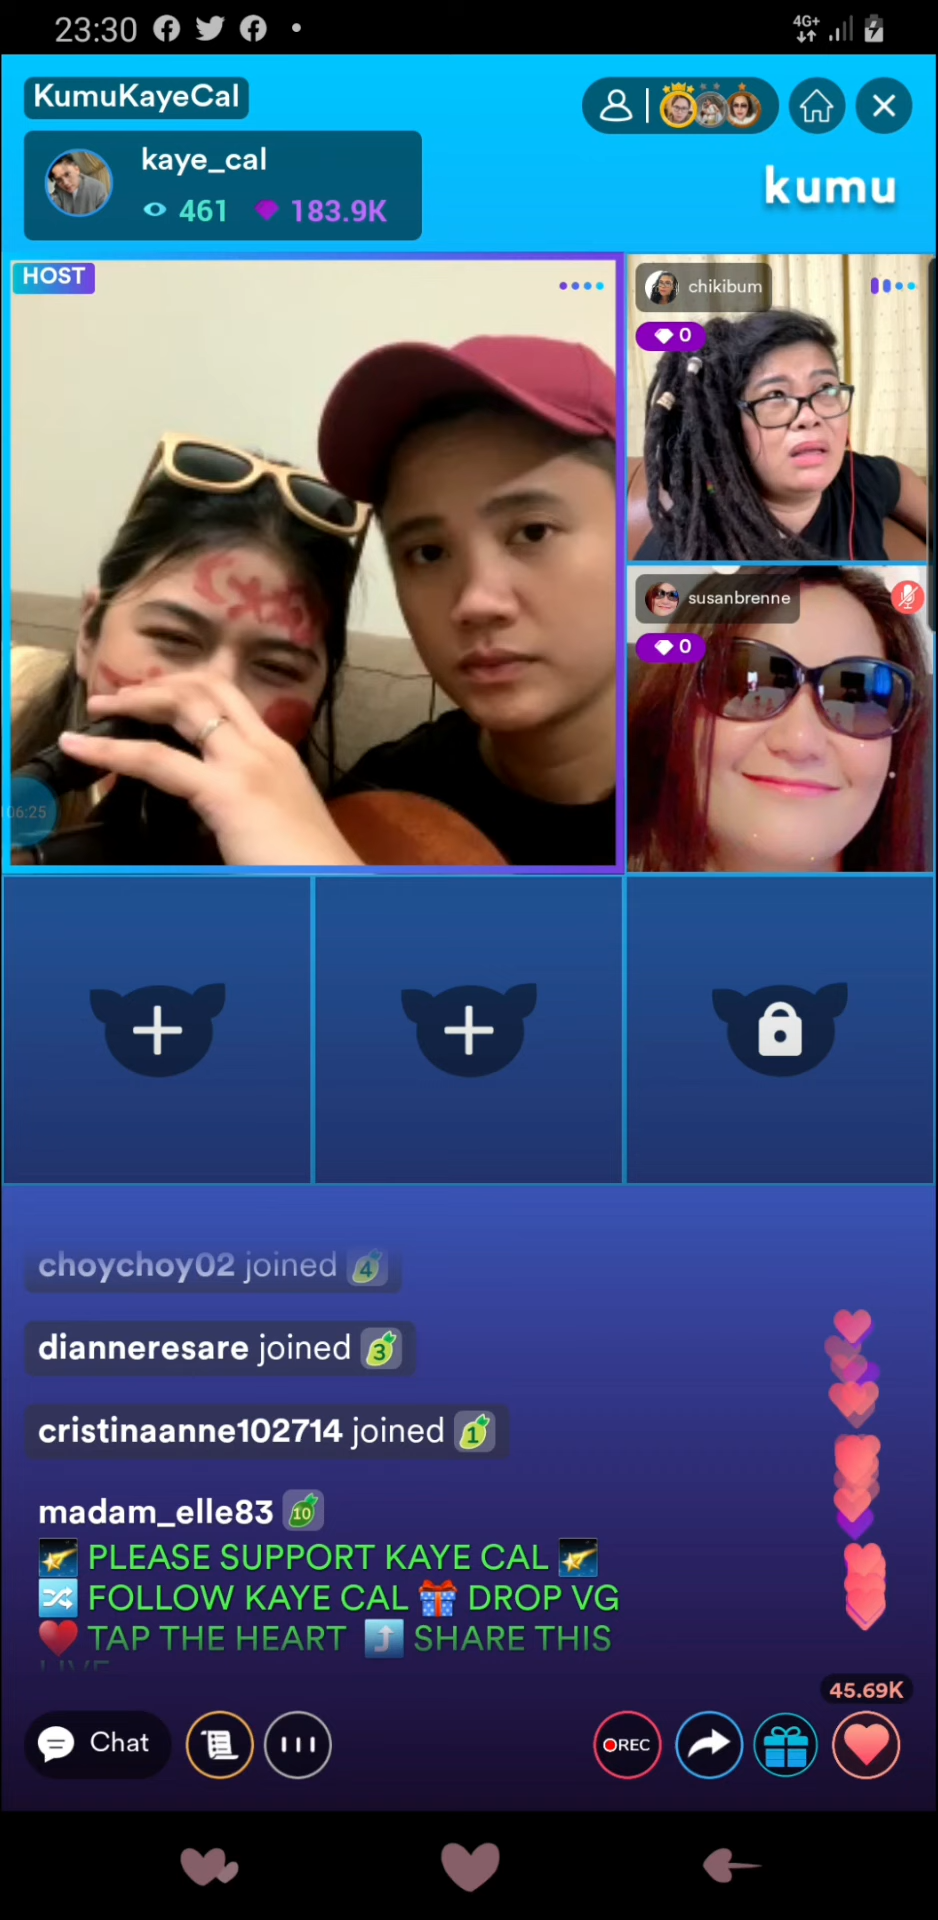 23:30
4G+
KumuKayeCal
kaye_cal
461 183.9K
kumu
HOST
chikibum
0
susanbrenne
0
06:25
choychoy02 joined 4
dianneresare joined 3
cristinaanne102714 joined 1
madam_elle83 10
PLEASE SUPPORT KAYE CAL
FOLLOW KAYE CAL DROP VG
TAP THE HEART SHARE THIS
LIVE
45.69K
Chat
REC